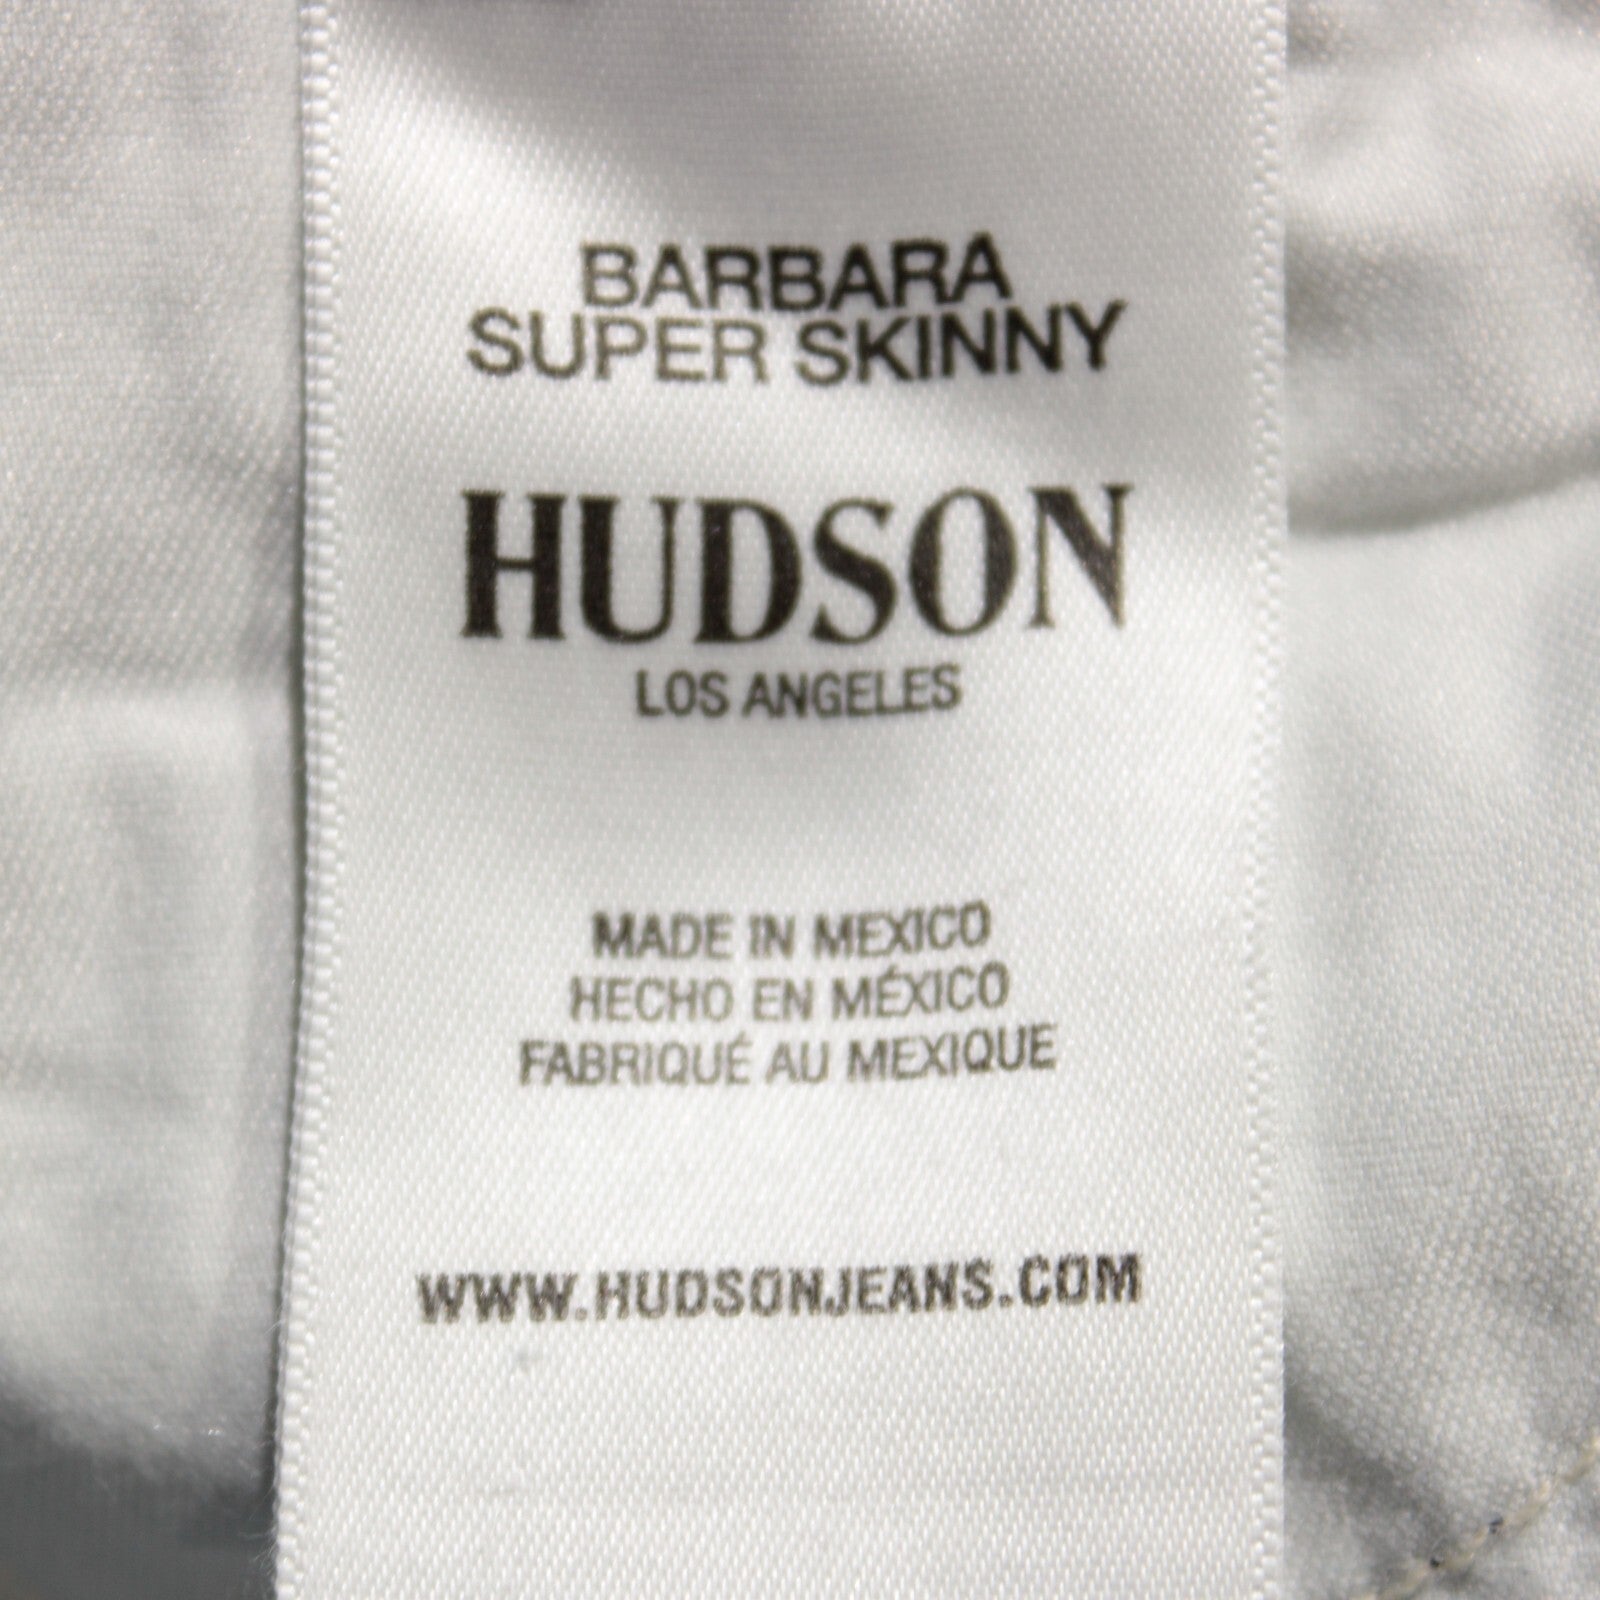 BARBARA
SUPER SKINNY
HUDSON
LOS ANGELES
MADE IN MEXICO
HECHO EN MÉXICO
FABRIQUÉ AU MEXIQUE
WWW.HUDSONJEANS.COM